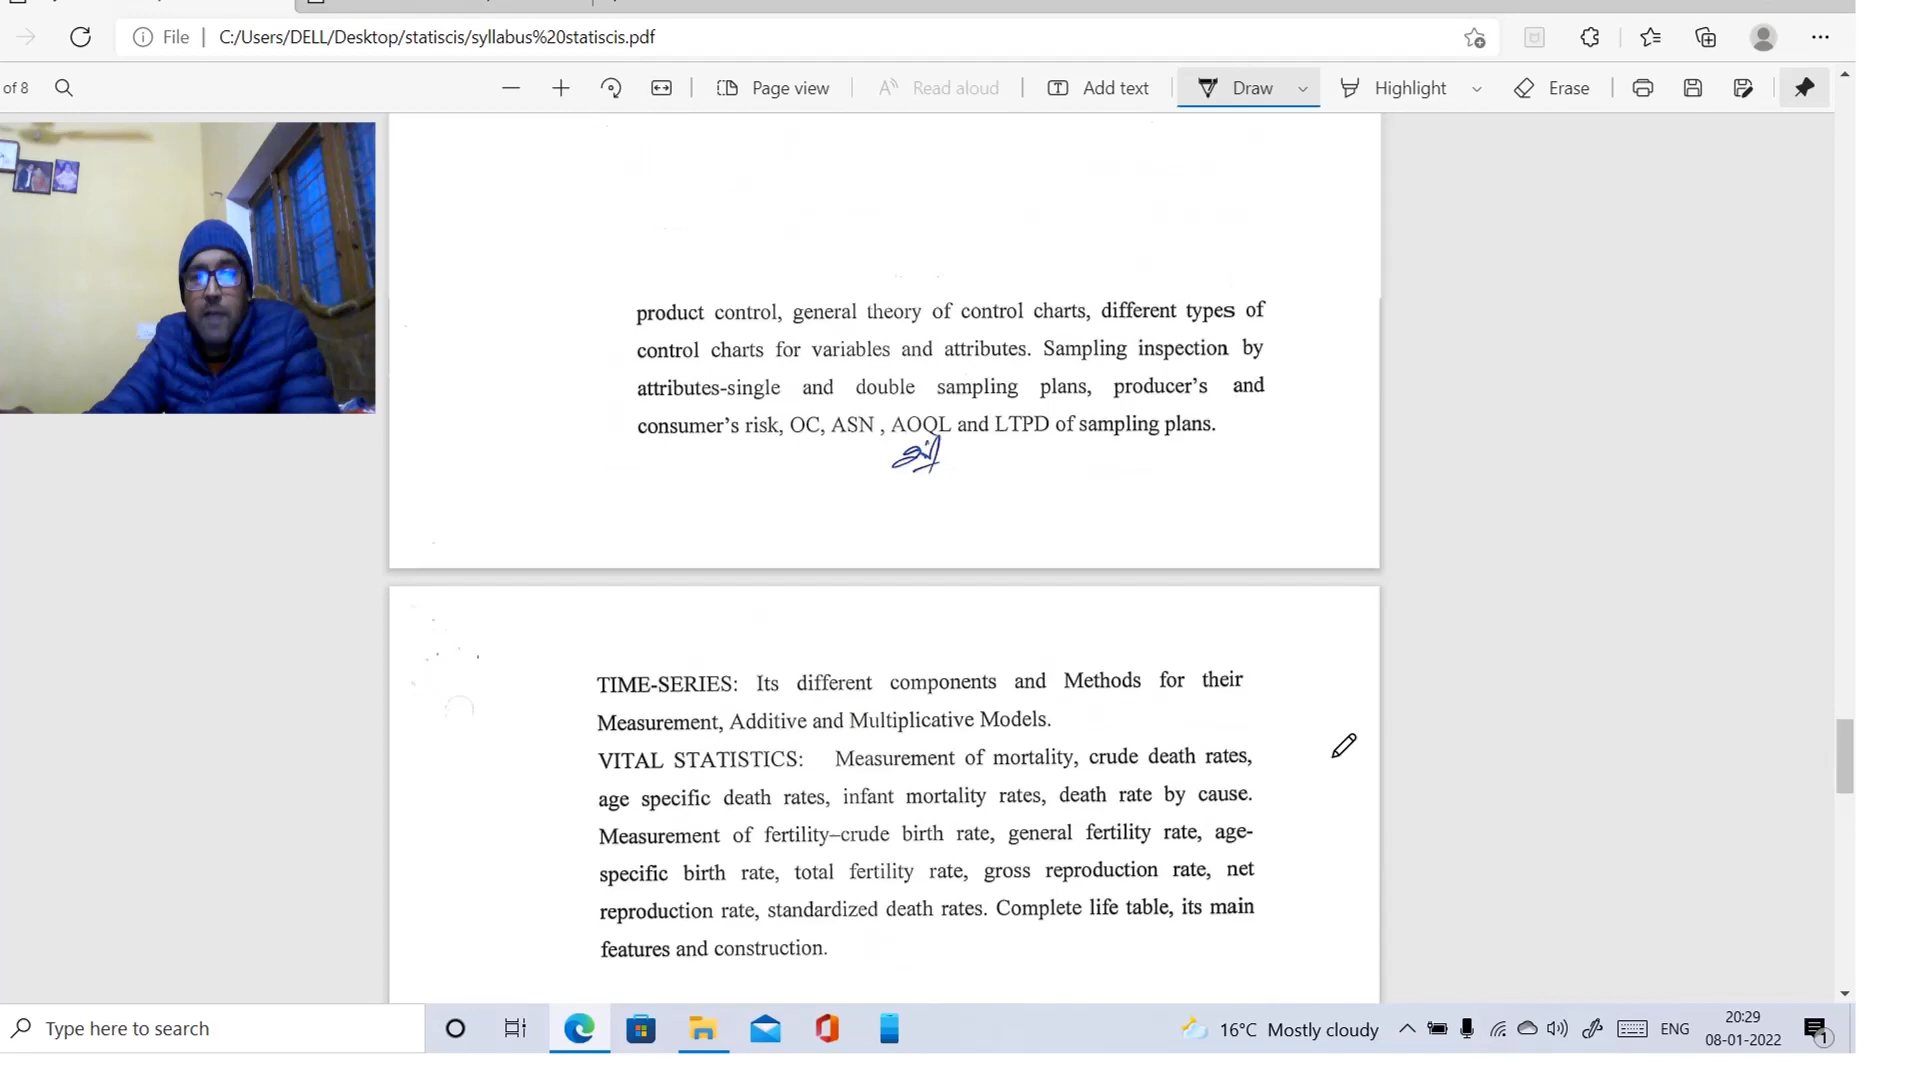 File
C:/Users/DELL/Desktop/statiscis/syllabus%20statiscis.pdf
of 8
Page view
Read aloud
Add text
Draw
Highlight
Erase
product control, general theory of control charts, different types of
control charts for variables and attributes. Sampling inspection by
attributes-single and double sampling plans, producer's and
consumer's risk, OC, ASN , AOQL and LTPD of sampling plans.
TIME-SERIES: Its different components and Methods for their
Measurement, Additive and Multiplicative Models.
VITAL STATISTICS: Measurement of mortality, crude death rates,
age specific death rates, infant mortality rates, death rate by cause.
Measurement of fertility–crude birth rate, general fertility rate, age-
specific birth rate, total fertility rate, gross reproduction rate, net
reproduction rate, standardized death rates. Complete life table, its main
features and construction.
Type here to search
16°C Mostly cloudy
ENG
20:29
08-01-2022
1